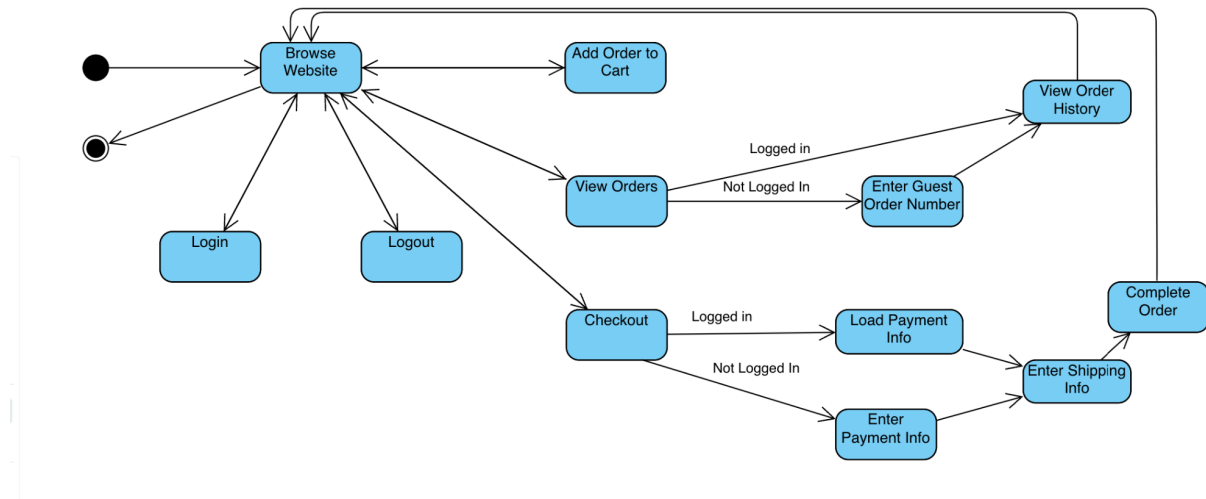 Browse
Website
Add Order to
Cart
View Order
History
Logged in
View Orders
Not Logged In
Enter Guest
Order Number
Login
Logout
Complete
Order
Checkout
Logged in
Load Payment
Info
Not Logged In
Enter Shipping
Info
Enter
Payment Info